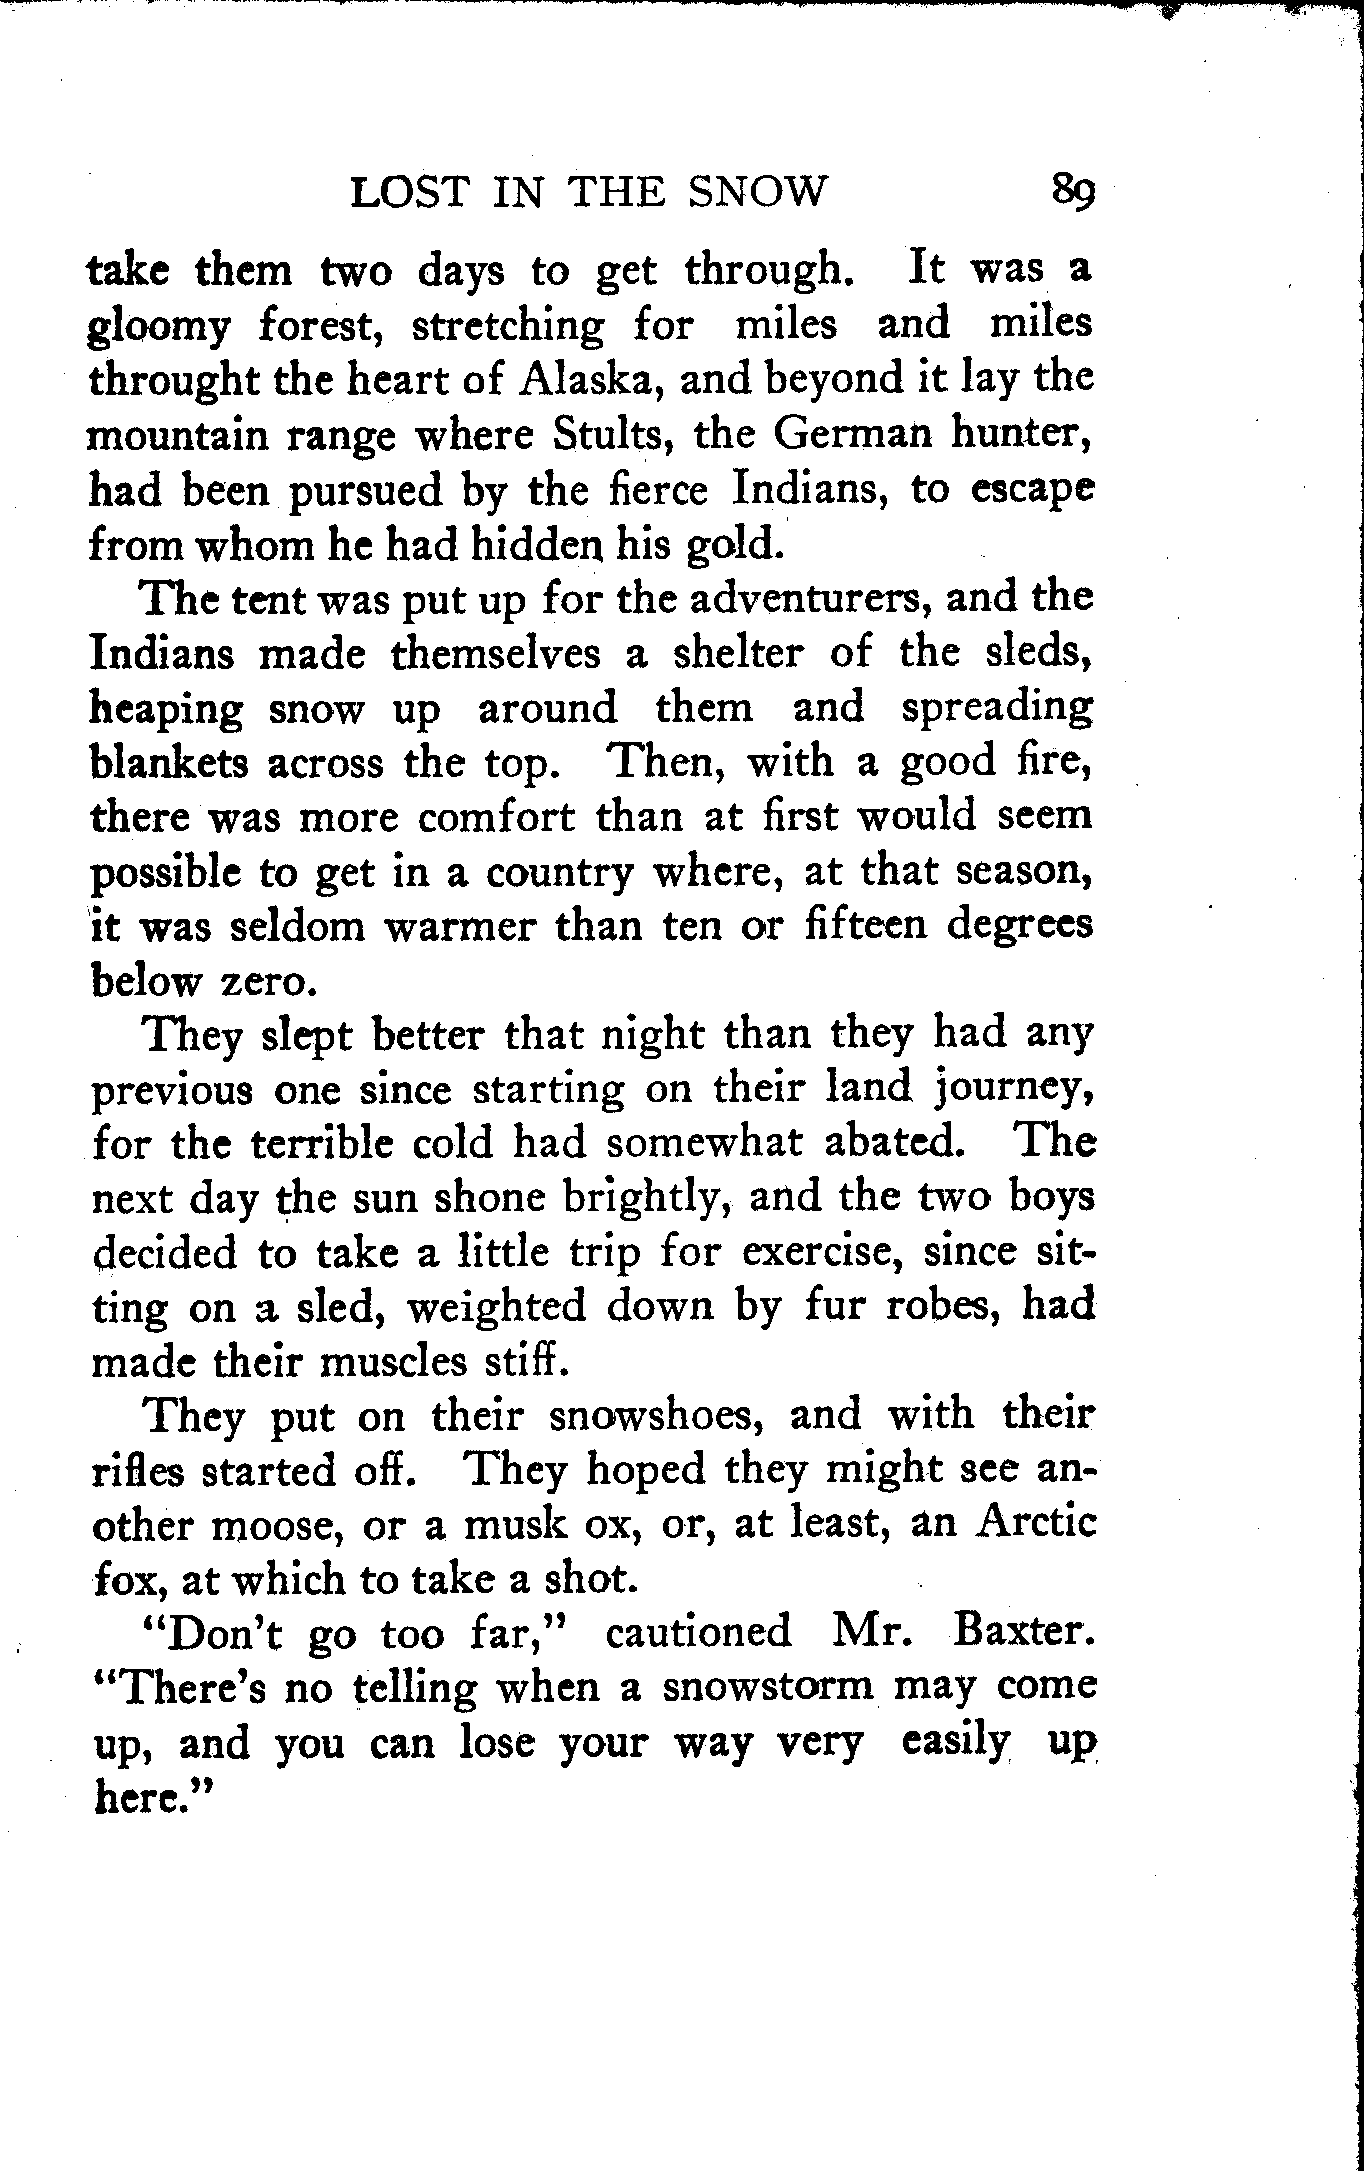 LOST IN THE SNOW 89
take them two days to get through. It was a
gloomy forest, stretching for miles and miles
throught the heart of Alaska, and beyond it lay the
mountain range where Stults, the German hunter,
had been pursued by the fierce Indians, to escape
from whom he had hidden his gold.
The tent was put up for the adventurers, and the
Indians made themselves a shelter of the sleds,
heaping snow up around them and spreading
blankets across the top. Then, with a good fire,
there was more comfort than at first would seem
possible to get in a country where, at that season,
it was seldom warmer than ten or fifteen degrees
below zero.
They slept better that night than they had any
previous one since starting on their land journey,
for the terrible cold had somewhat abated. The
next day the sun shone brightly, and the two boys
decided to take a little trip for exercise, since sit-
ting on a sled, weighted down by fur robes, had
made their muscles stiff.
They put on their snowshoes, and with their
rifles started off. They hoped they might see an-
other moose, or a musk ox, or, at least, an Arctic
fox, at which to take a shot.
"Don't go too far," cautioned Mr. Baxter.
"There's no telling when a snowstorm may come
up, and you can lose your way very easily up
here."